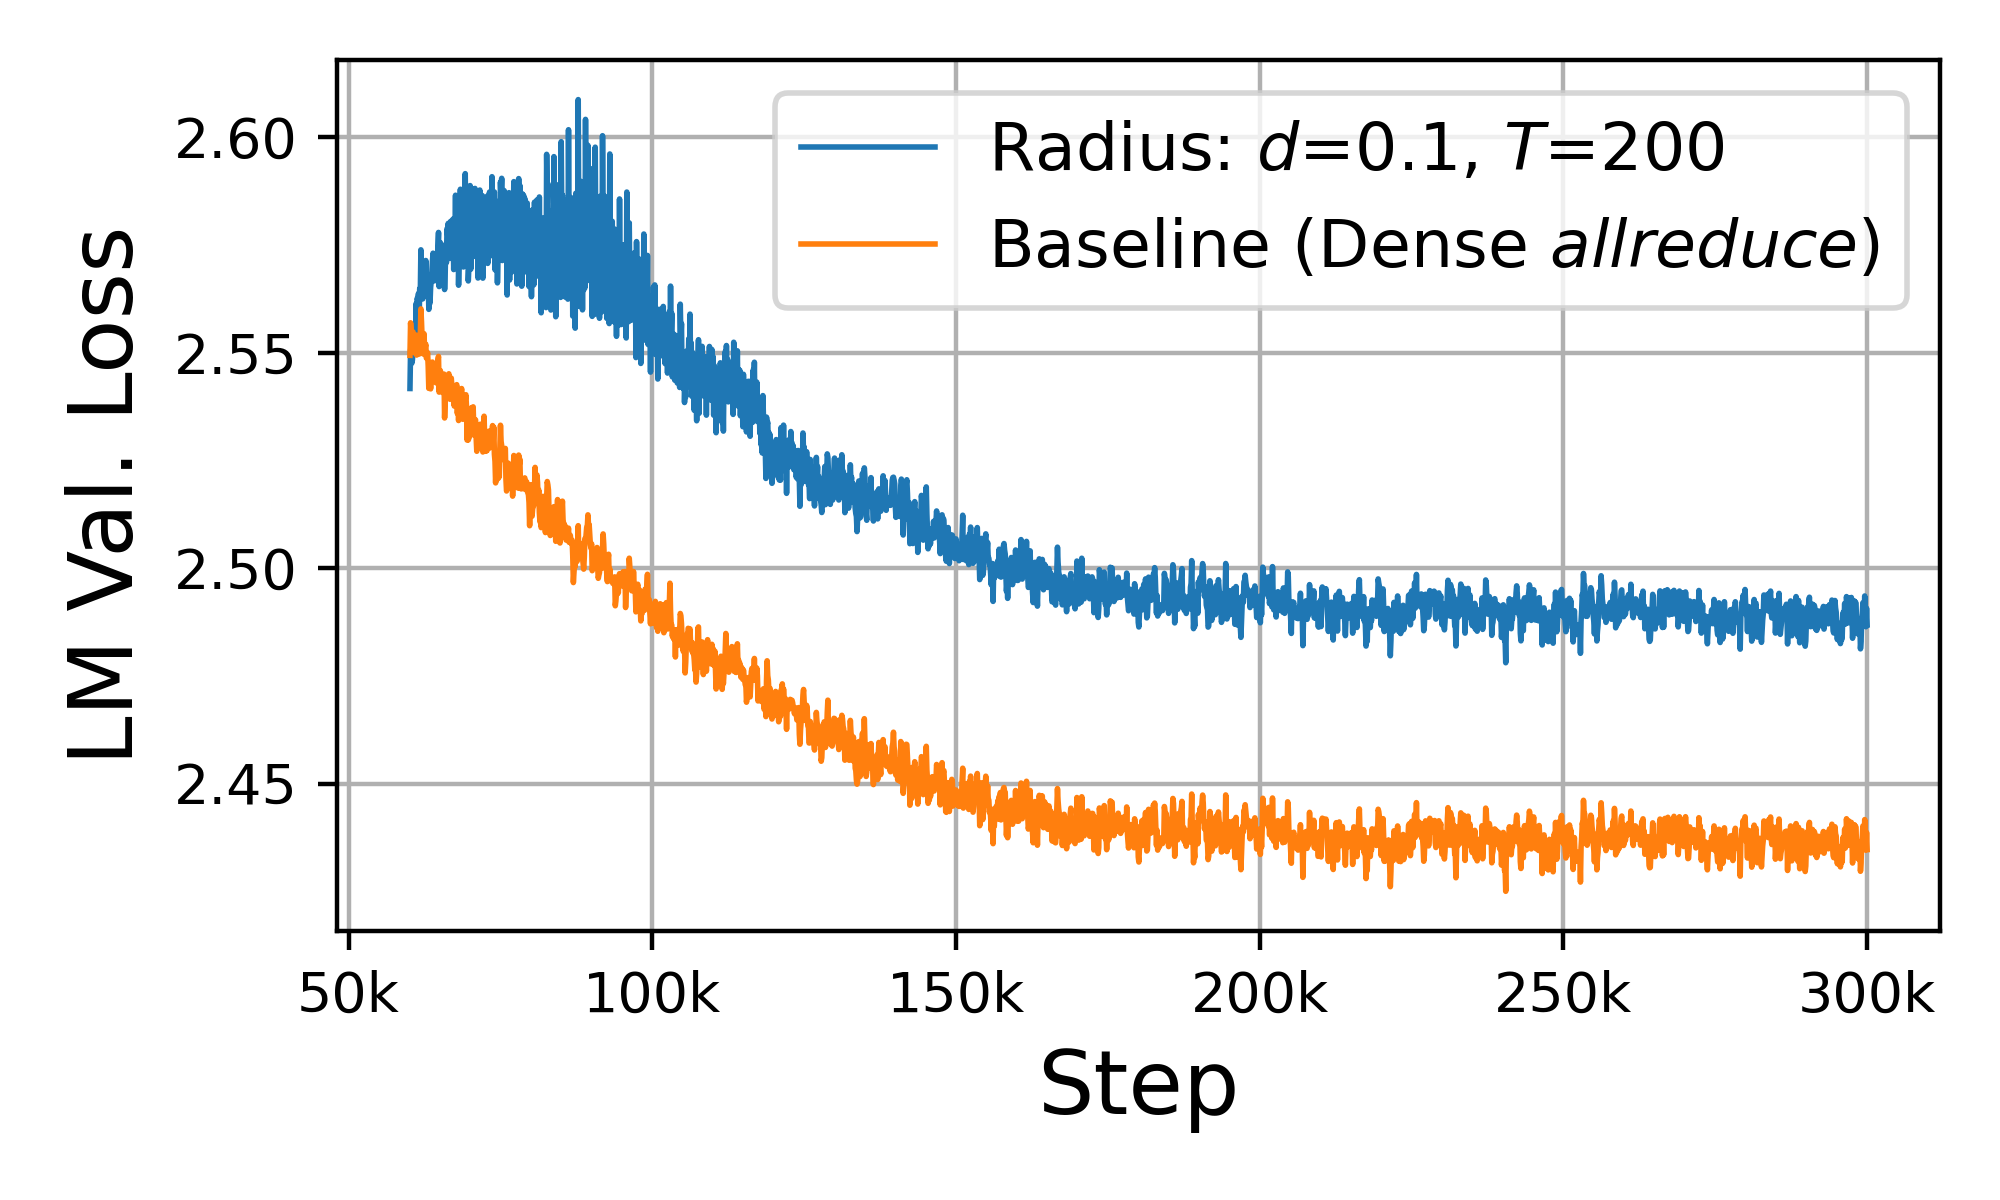 LM Val. Loss
2.60
2.55
2.50
2.45
Radius: d=0.1, T=200
Baseline (Dense allreduce)
50k 100k 150k 200k 250k 300k
Step